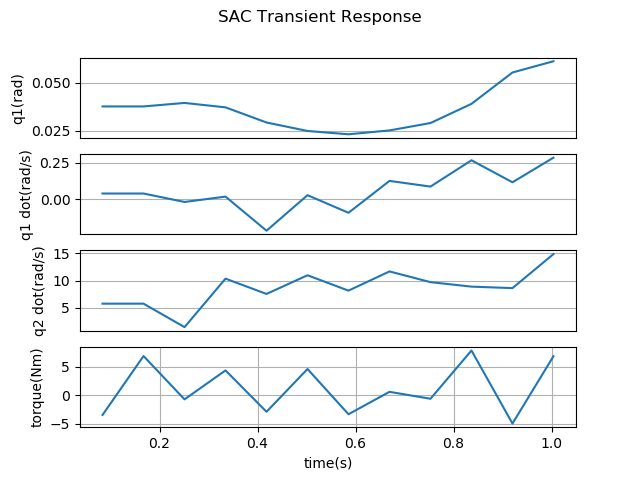 SAC Transient Response
q1(rad)
0.050
0.025
q1 dot(rad/s)
0.25
0.00
q2 dot(rad/s)
15
10
5
torque(Nm)
5
0
−5
0.2 0.4 0.6 0.8 1.0
time(s)